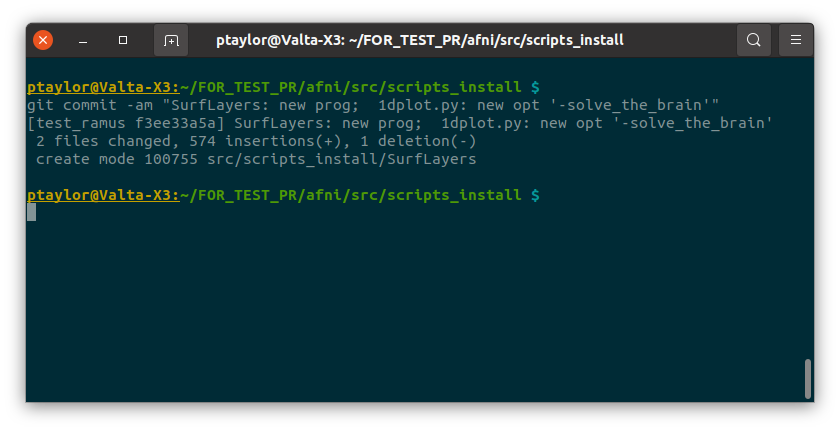 ptaylor@Valta-X3: ~/FOR_TEST_PR/afni/src/scripts_install
ptaylor@Valta-X3:~/FOR_TEST_PR/afni/src/scripts_install $
git commit -am "SurfLayers: new prog;  1dplot.py: new opt '-solve_the_brain'"
[test_ramus f3ee33a5a] SurfLayers: new prog;  1dplot.py: new opt '-solve_the_brain'
 2 files changed, 574 insertions(+), 1 deletion(-)
 create mode 100755 src/scripts_install/SurfLayers
ptaylor@Valta-X3:~/FOR_TEST_PR/afni/src/scripts_install $